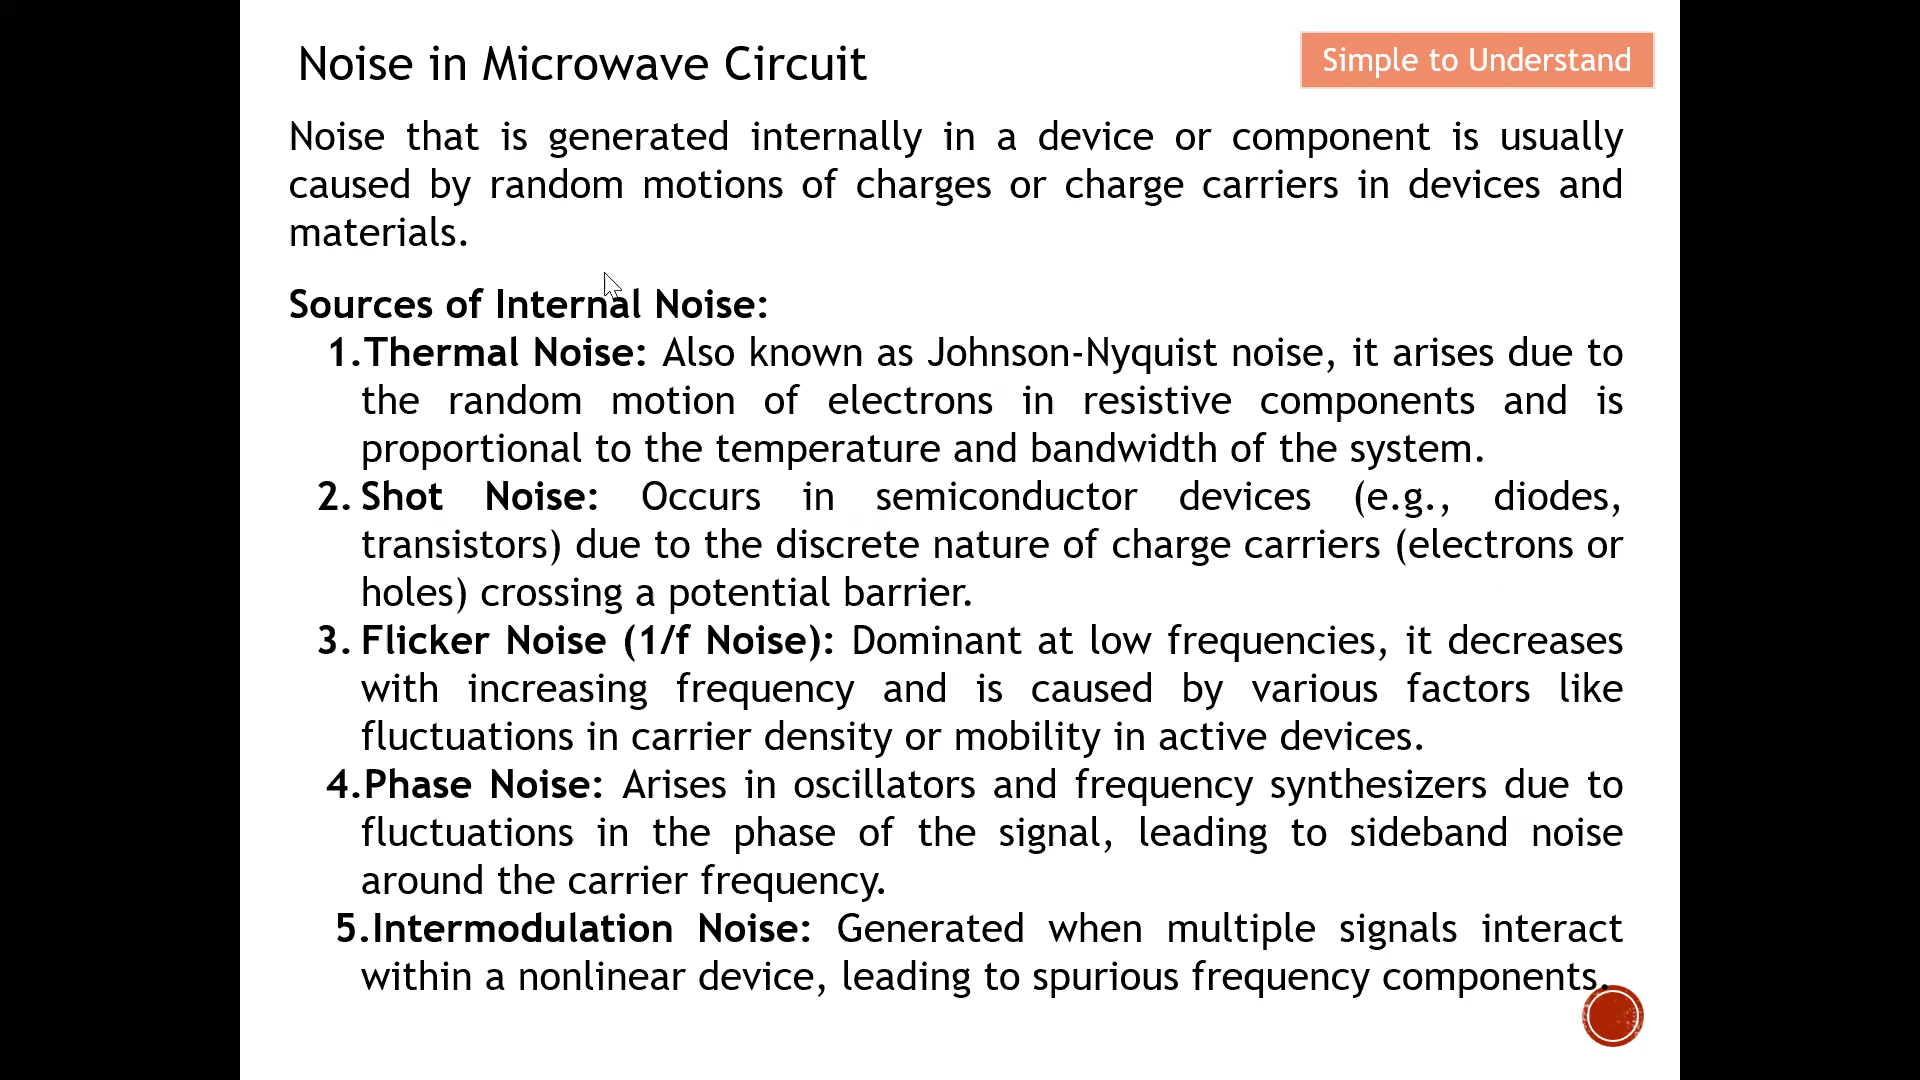 Noise in Microwave Circuit
Simple to Understand
Noise that is generated internally in a device or component is usually
caused by random motions of charges or charge carriers in devices and
materials.
Sources of Internal Noise:
1.Thermal Noise: Also known as Johnson-Nyquist noise, it arises due to
the random motion of electrons in resistive components and is
proportional to the temperature and bandwidth of the system.
2. Shot Noise: Occurs in semiconductor devices (e.g., diodes,
transistors) due to the discrete nature of charge carriers (electrons or
holes) crossing a potential barrier.
3. Flicker Noise (1/f Noise): Dominant at low frequencies, it decreases
with increasing frequency and is caused by various factors like
fluctuations in carrier density or mobility in active devices.
4.Phase Noise: Arises in oscillators and frequency synthesizers due to
fluctuations in the phase of the signal, leading to sideband noise
around the carrier frequency.
5.Intermodulation Noise: Generated when multiple signals interact
within a nonlinear device, leading to spurious frequency components.